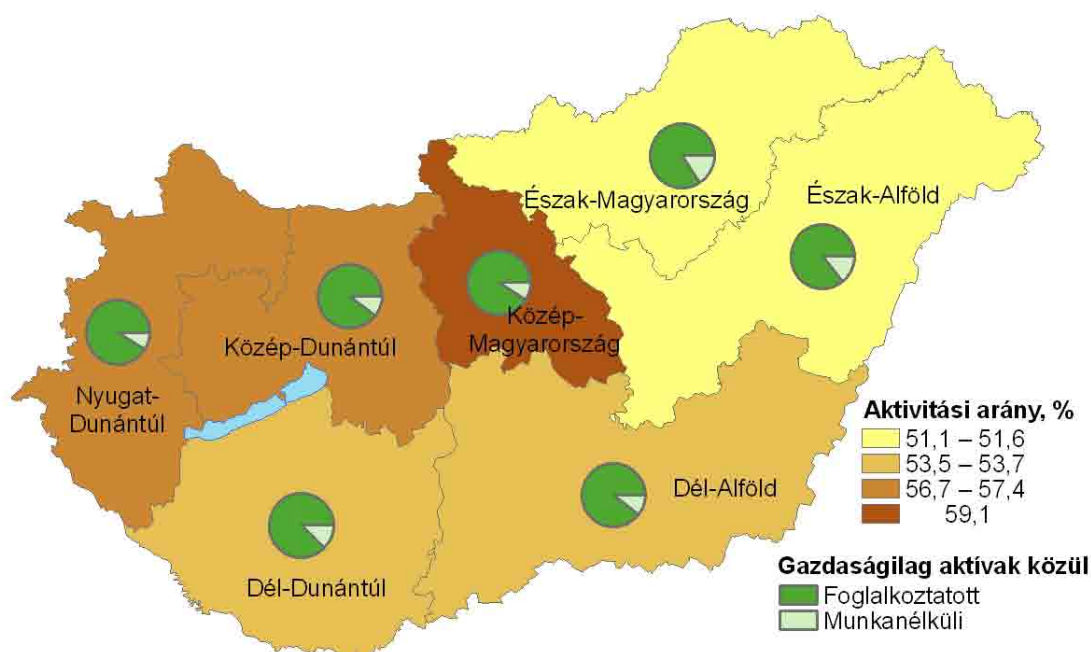 Észak-Magyarország
Észak-Alföld
Közép-
Magyarország
Közép-Dunántúl
Nyugat-
Dunántúl
Dél-Alföld
Dél-Dunántúl
Aktivitási arány, %
51,1 – 51,6
53,5 – 53,7
56,7 – 57,4
59,1
Gazdaságilag aktívak közül
Foglalkoztatott
Munkanélküli